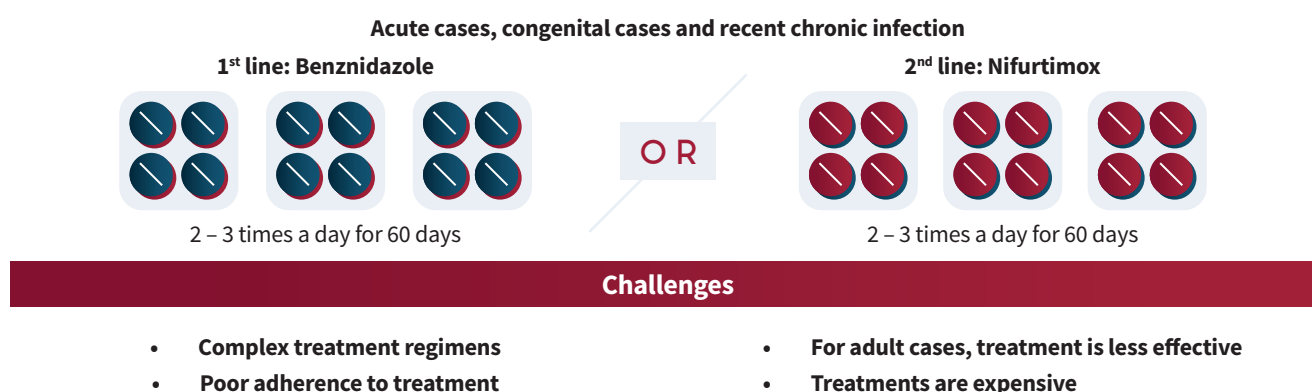 Acute cases, congenital cases and recent chronic infection
1st line: Benznidazole
2nd line: Nifurtimox
O R
2 – 3 times a day for 60 days
2 – 3 times a day for 60 days
Challenges
• Complex treatment regimens
• Poor adherence to treatment
• For adult cases, treatment is less effective
• Treatments are expensive